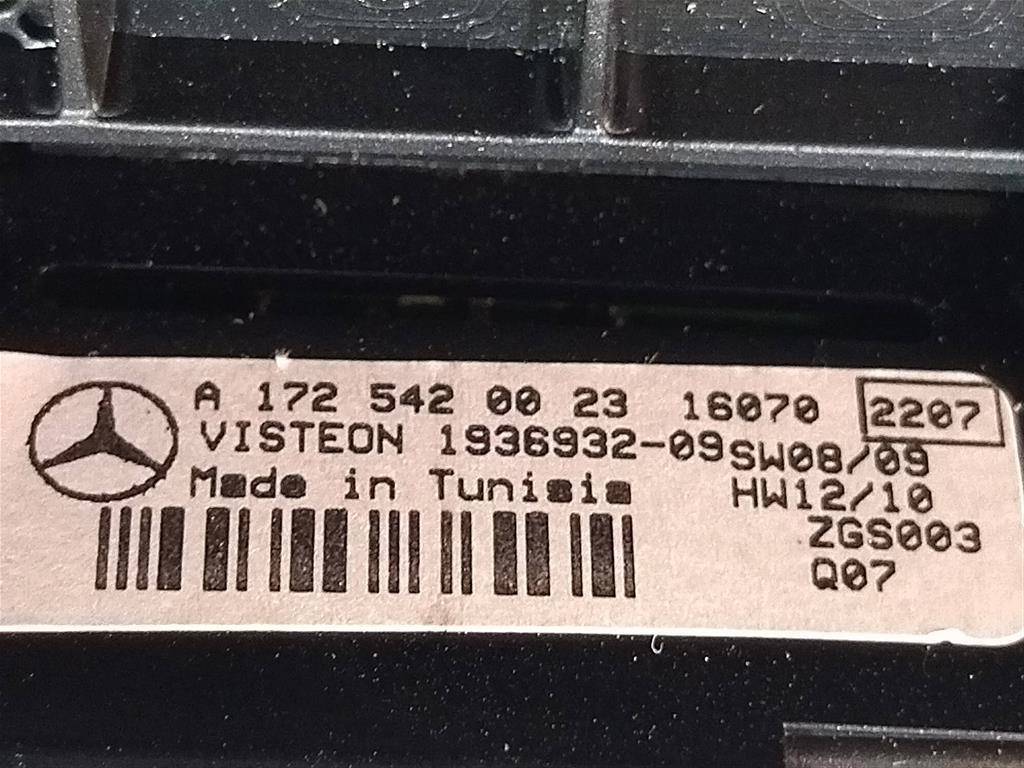 A 172 542 00 23 16070 2207
VISTEON 1936932-09 SW08/09
Made in Tunisia HW12/10
ZGS003
Q07